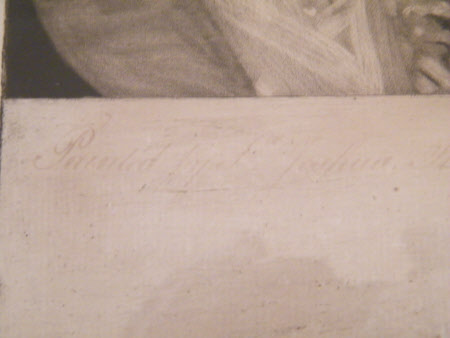 Painted by Sr. Joshua